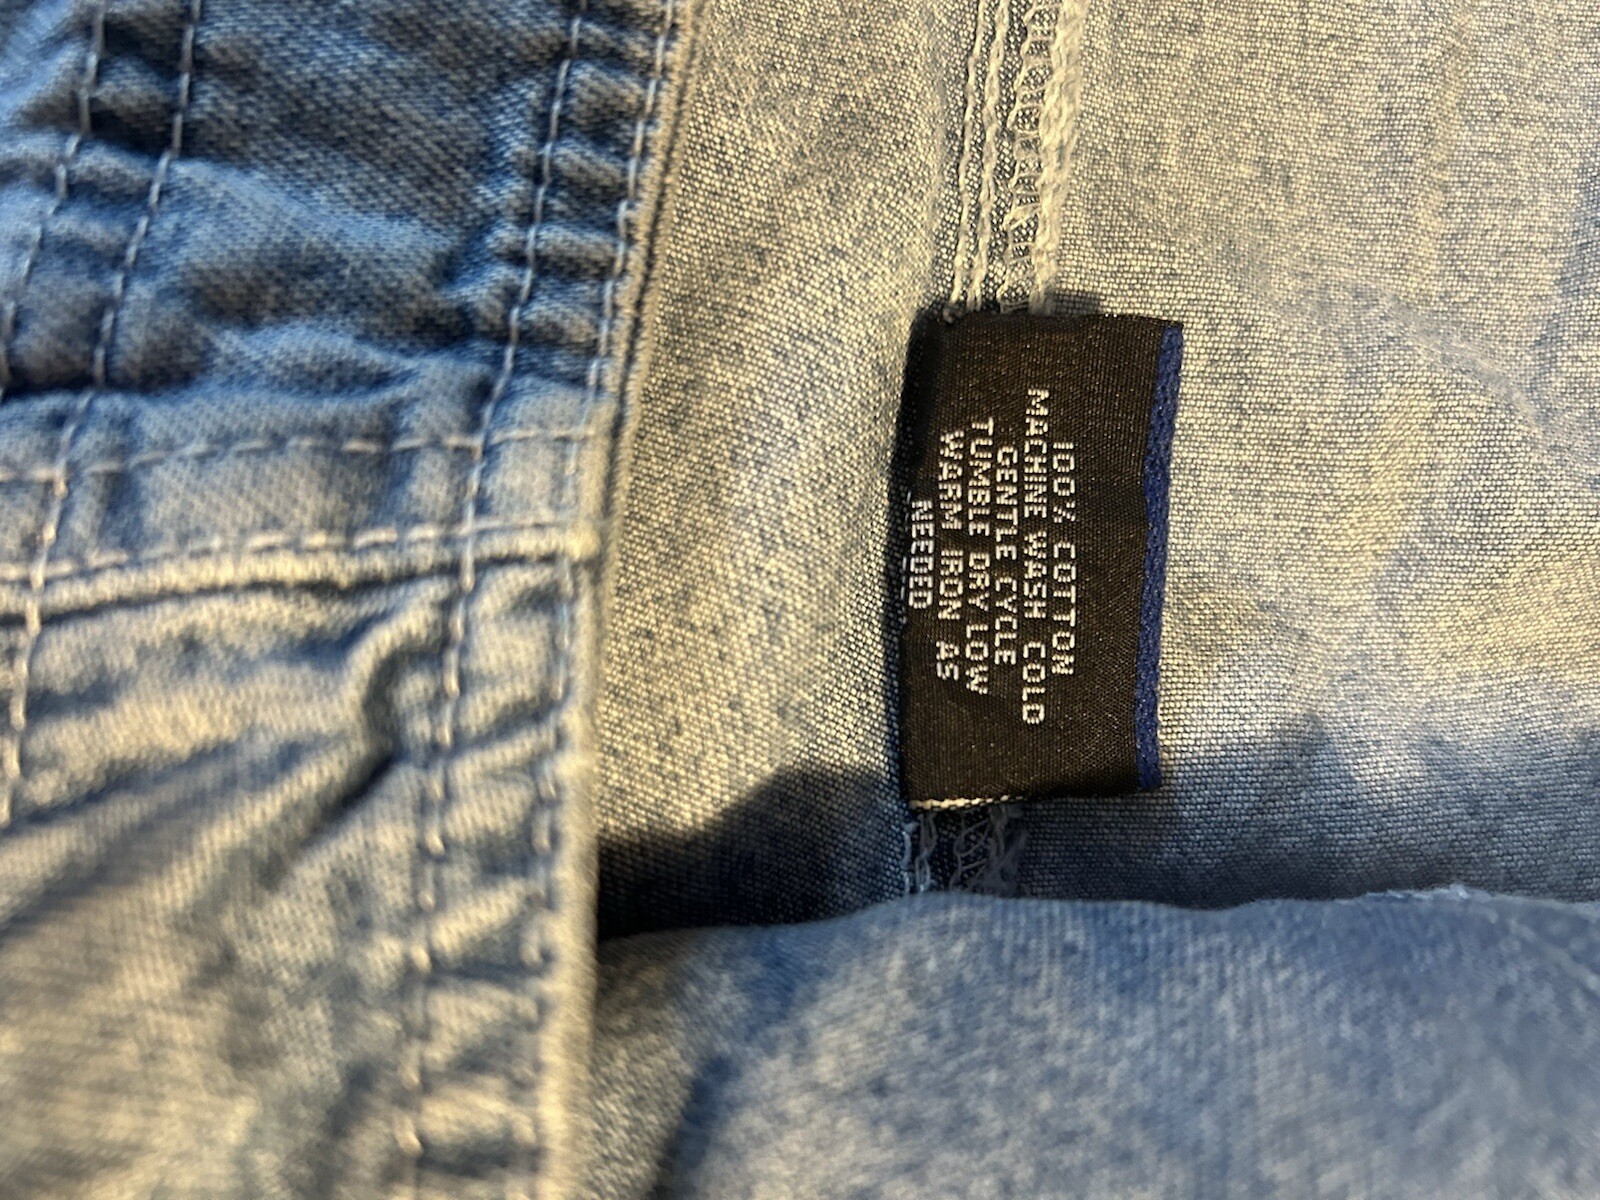 100% COTTON
MACHINE WASH COLD
GENTLE CYCLE
TUMBLE DRY LOW
WARM IRON AS
NEEDED